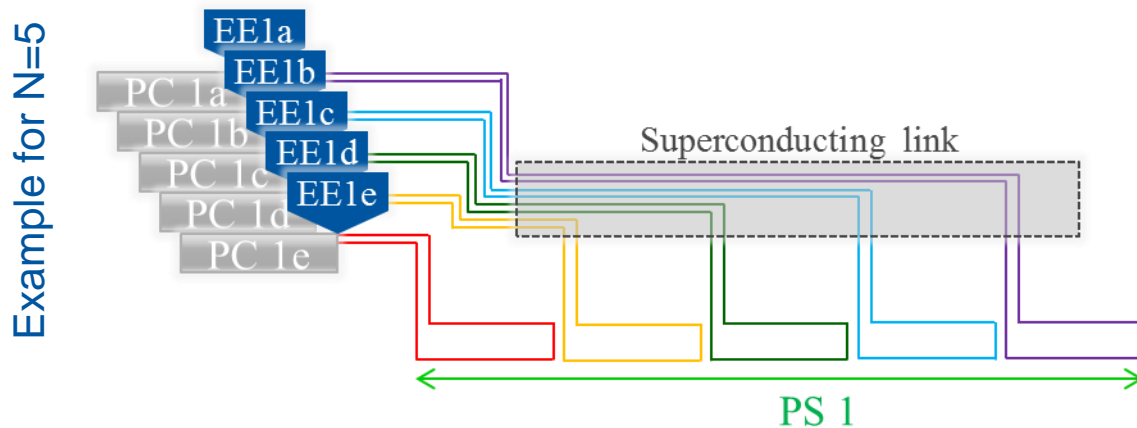 Example for N=5
EE1a
EE1b
PC 1a
EE1c
PC 1b
EE1d
PC 1c
EE1e
PC 1d
PC 1e
Superconducting link
PS 1